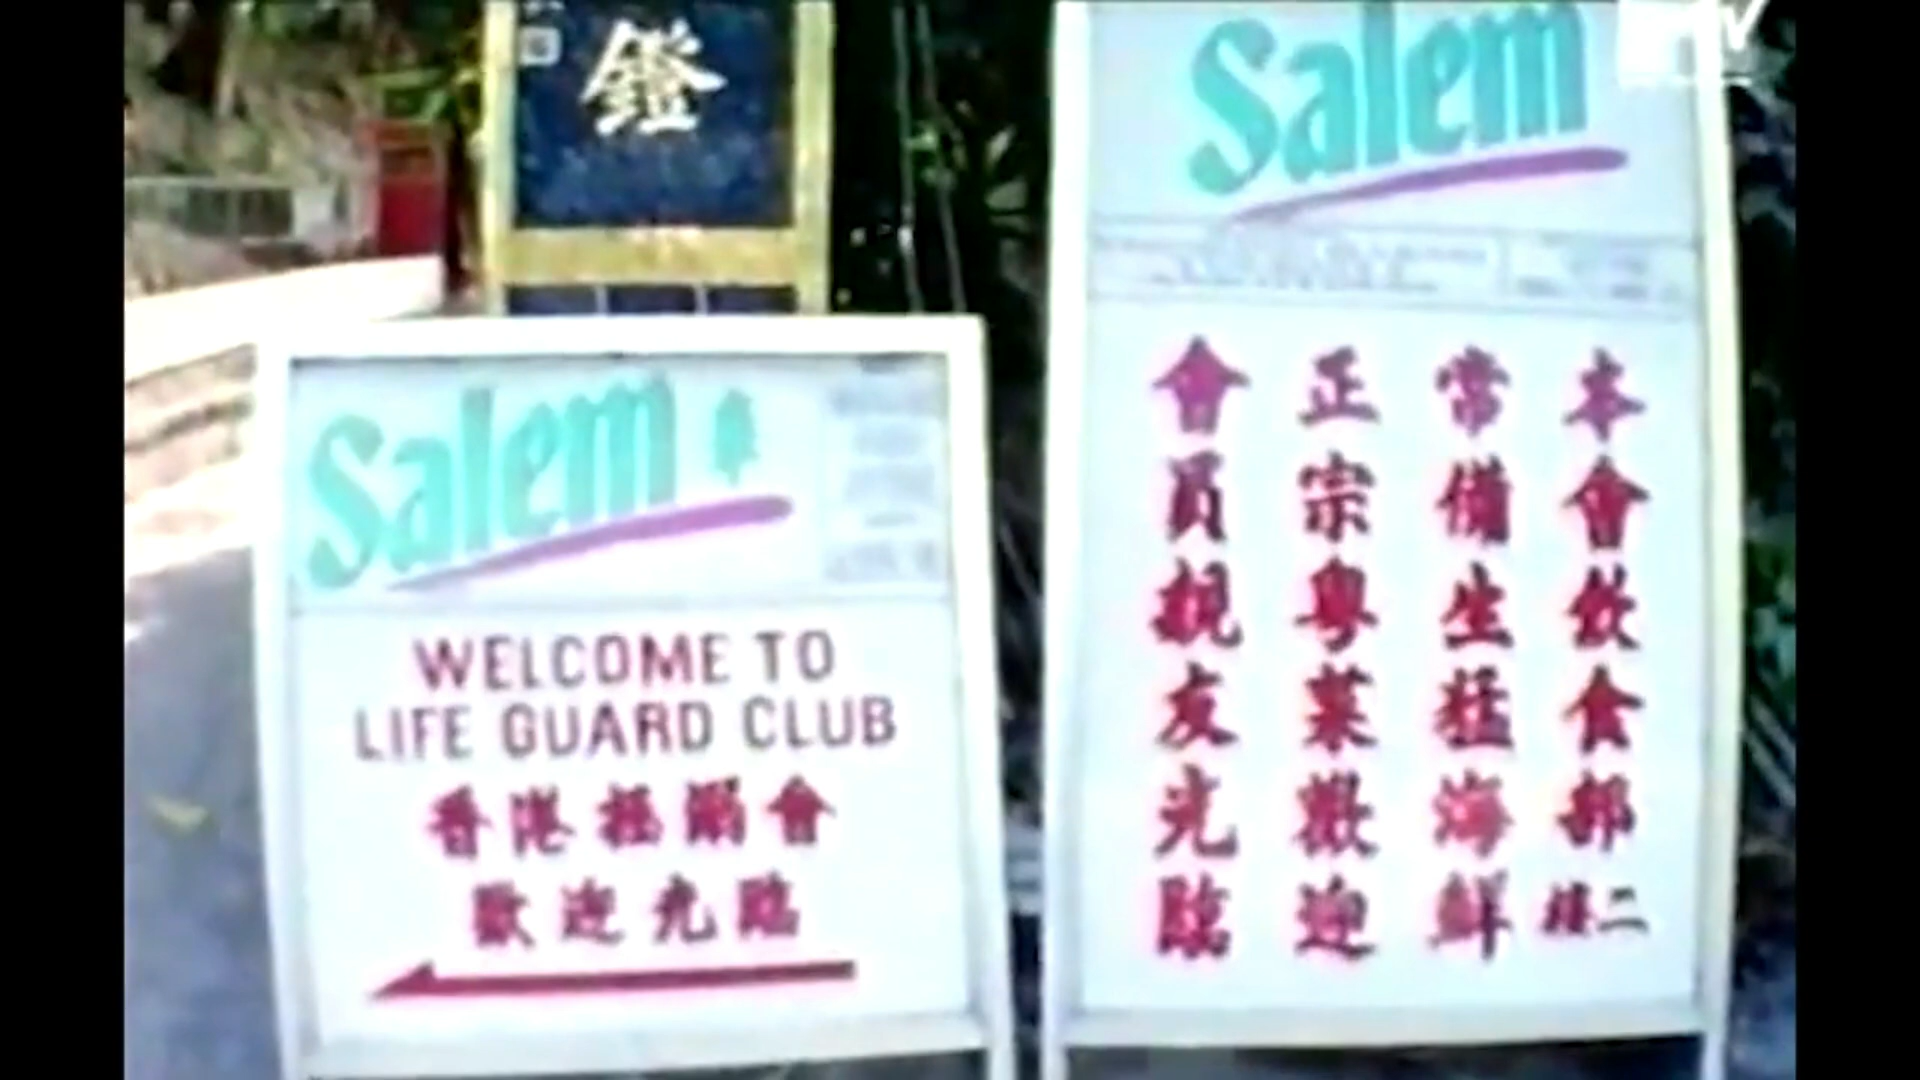 鐙
MTV
Salem
WELCOME TO
LIFE GUARD CLUB
香港拯溺會
歡迎光臨
Salem
本會飲食部二樓
常備生猛海鮮
正宗粵菜歡迎
會員親友光臨